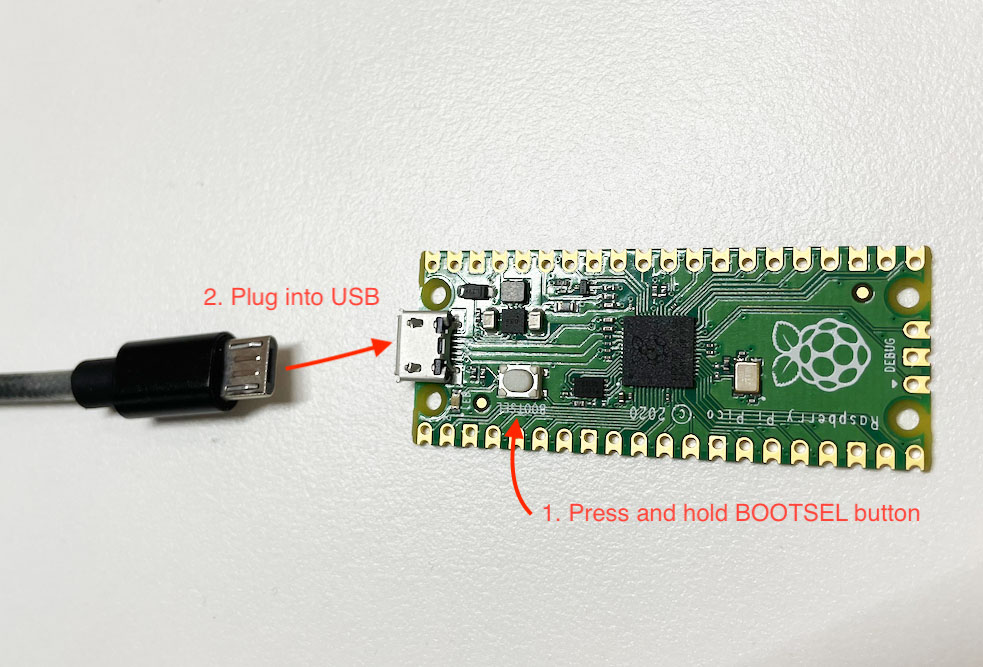 2. Plug into USB
DEBUG
BOOTSEL
Raspberry Pi Pico © 2020
1. Press and hold BOOTSEL button